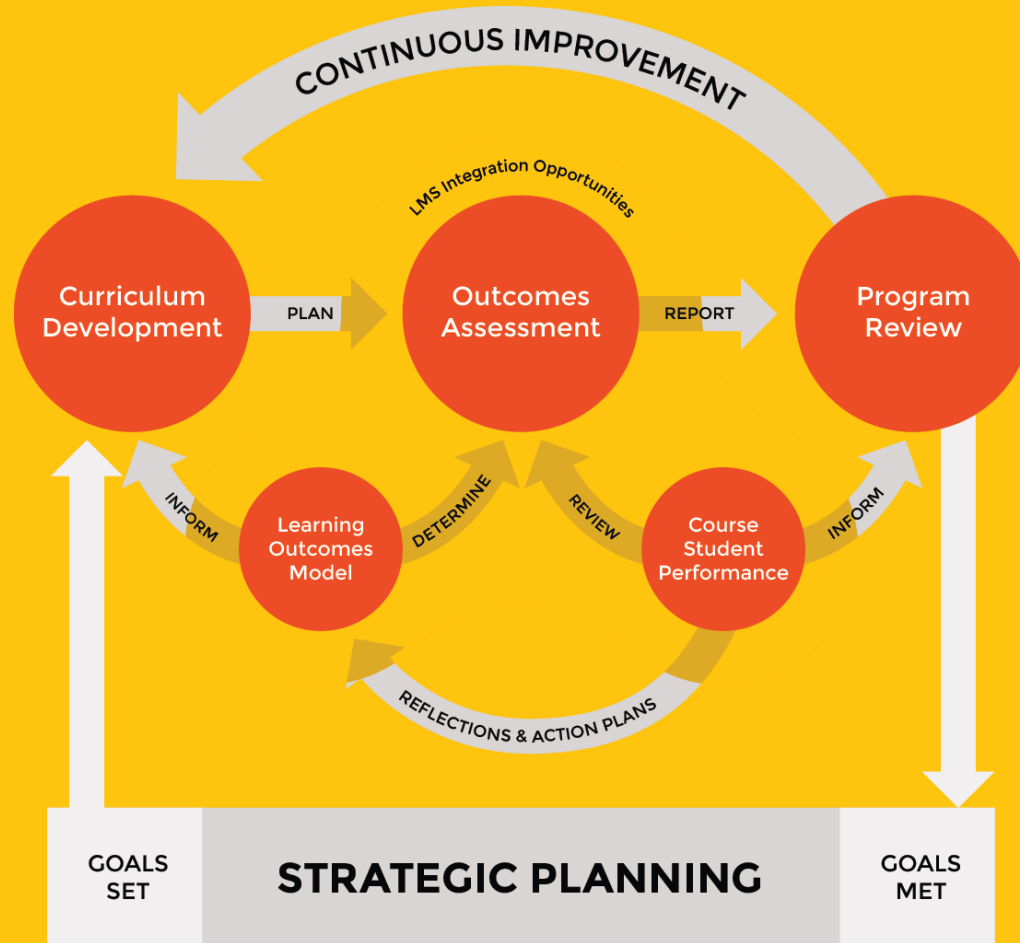 CONTINUOUS IMPROVEMENT
LMS Integration Opportunities
Curriculum
Development
PLAN
Outcomes
Assessment
REPORT
Program
Review
INFORM
Learning
Outcomes
Model
DETERMINE
REVIEW
Course
Student
Performance
INFORM
REFLECTIONS & ACTION PLANS
GOALS
SET
STRATEGIC PLANNING
GOALS
MET